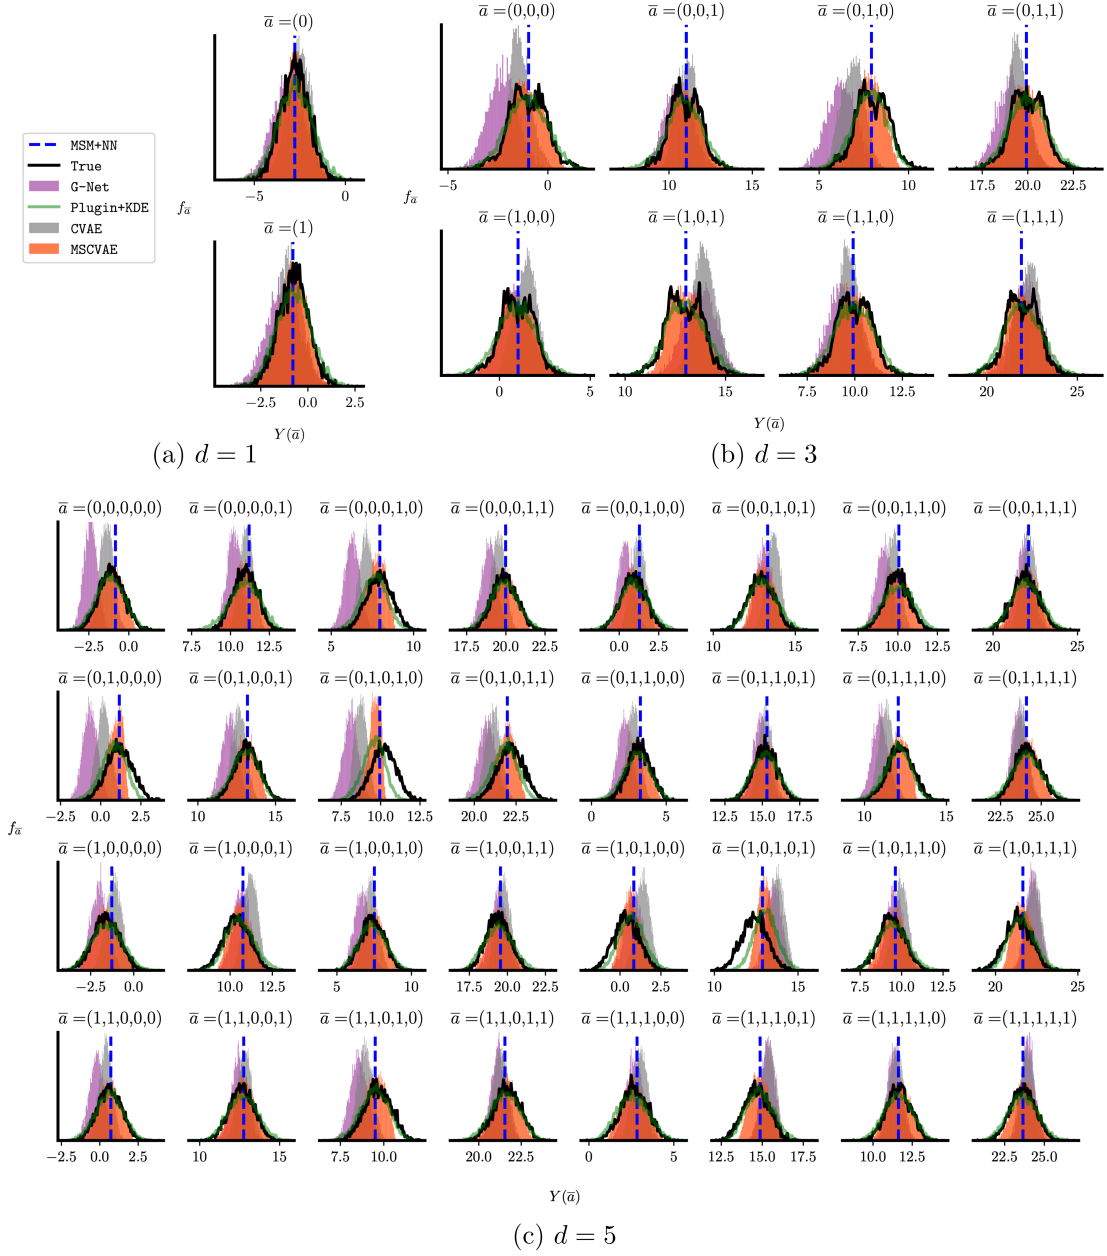 MSM+NN
True
G-Net
Plugin+KDE
CVAE
MSCVAE
a̅ =(0)
−5 0
f_a̅
a̅ =(1)
−2.5 0.0 2.5
Y(a̅)
(a) d = 1
a̅ =(0,0,0) a̅ =(0,0,1) a̅ =(0,1,0) a̅ =(0,1,1)
−5 0 10 15 5 10 17.5 20.0 22.5
f_a̅
a̅ =(1,0,0) a̅ =(1,0,1) a̅ =(1,1,0) a̅ =(1,1,1)
0 5 10 15 7.5 10.0 12.5 20 25
Y(a̅)
(b) d = 3
a̅ =(0,0,0,0,0) a̅ =(0,0,0,0,1) a̅ =(0,0,0,1,0) a̅ =(0,0,0,1,1) a̅ =(0,0,1,0,0) a̅ =(0,0,1,0,1) a̅ =(0,0,1,1,0) a̅ =(0,0,1,1,1)
−2.5 0.0 7.5 10.0 12.5 5 10 17.5 20.0 22.5 0.0 2.5 10 15 7.5 10.0 12.5 20 25
a̅ =(0,1,0,0,0) a̅ =(0,1,0,0,1) a̅ =(0,1,0,1,0) a̅ =(0,1,0,1,1) a̅ =(0,1,1,0,0) a̅ =(0,1,1,0,1) a̅ =(0,1,1,1,0) a̅ =(0,1,1,1,1)
−2.5 0.0 2.5 10 15 7.5 10.0 12.5 20.0 22.5 0 5 12.5 15.0 17.5 10 15 22.5 25.0
f_a̅
a̅ =(1,0,0,0,0) a̅ =(1,0,0,0,1) a̅ =(1,0,0,1,0) a̅ =(1,0,0,1,1) a̅ =(1,0,1,0,0) a̅ =(1,0,1,0,1) a̅ =(1,0,1,1,0) a̅ =(1,0,1,1,1)
−2.5 0.0 10.0 12.5 5 10 17.5 20.0 22.5 0.0 2.5 10 15 7.5 10.0 12.5 20 25
a̅ =(1,1,0,0,0) a̅ =(1,1,0,0,1) a̅ =(1,1,0,1,0) a̅ =(1,1,0,1,1) a̅ =(1,1,1,0,0) a̅ =(1,1,1,0,1) a̅ =(1,1,1,1,0) a̅ =(1,1,1,1,1)
−2.5 0.0 2.5 10 15 7.5 10.0 20.0 22.5 0 5 12.5 15.0 17.5 10.0 12.5 22.5 25.0
Y(a̅)
(c) d = 5